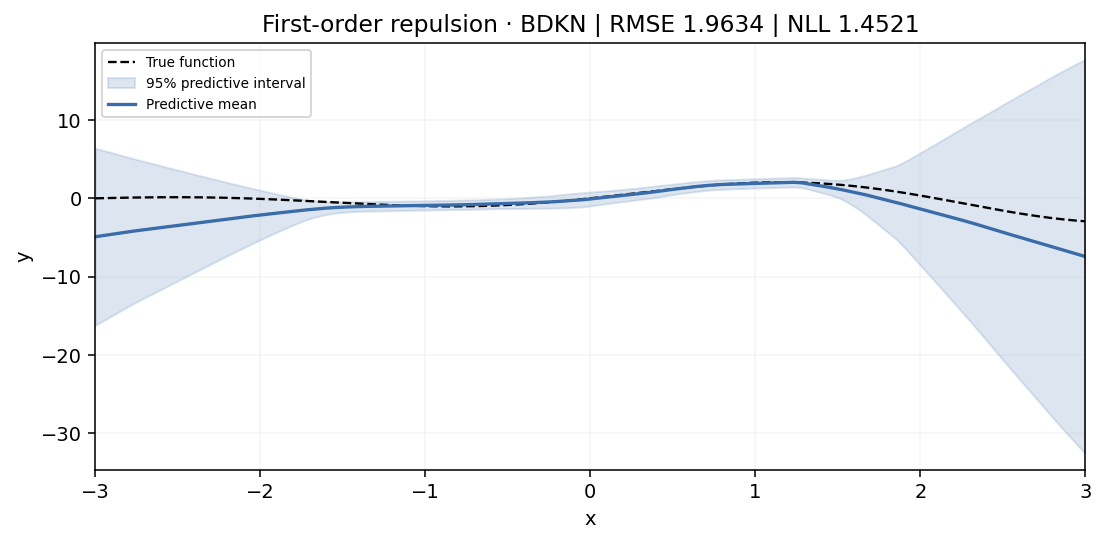 First-order repulsion · BDKN | RMSE 1.9634 | NLL 1.4521
True function
95% predictive interval
Predictive mean
10
0
−10
−20
−30
y
−3
−2
−1
0
1
2
3
x